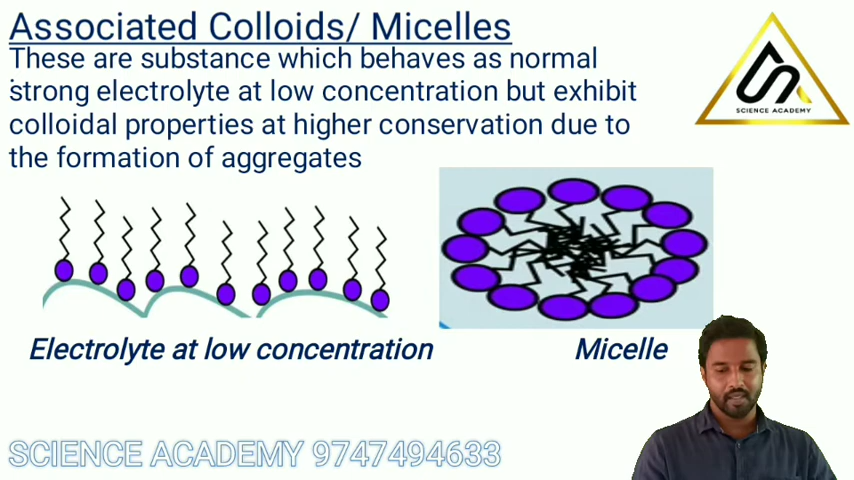 Associated Colloids/ Micelles
These are substance which behaves as normal
strong electrolyte at low concentration but exhibit
colloidal properties at higher conservation due to
the formation of aggregates
SCIENCE ACADEMY
Electrolyte at low concentration
Micelle
SCIENCE ACADEMY 9747494633